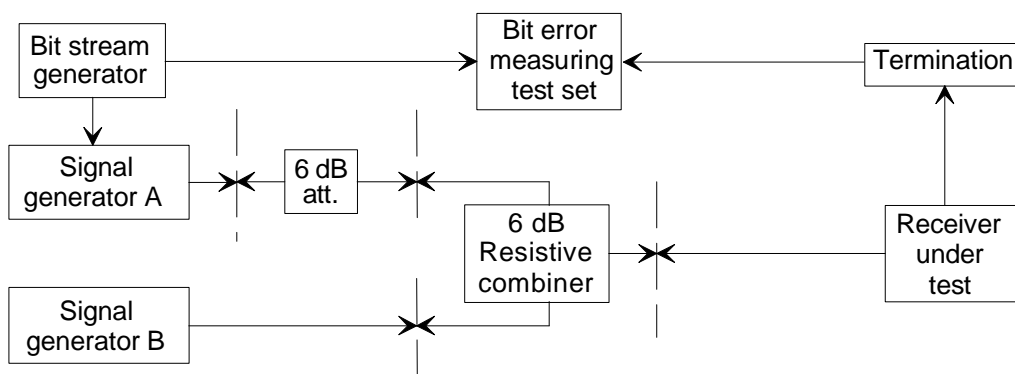 Bit stream
generator
Bit error
measuring
test set
Termination
Signal
generator A
6 dB
att.
6 dB
Resistive
combiner
Receiver
under
test
Signal
generator B